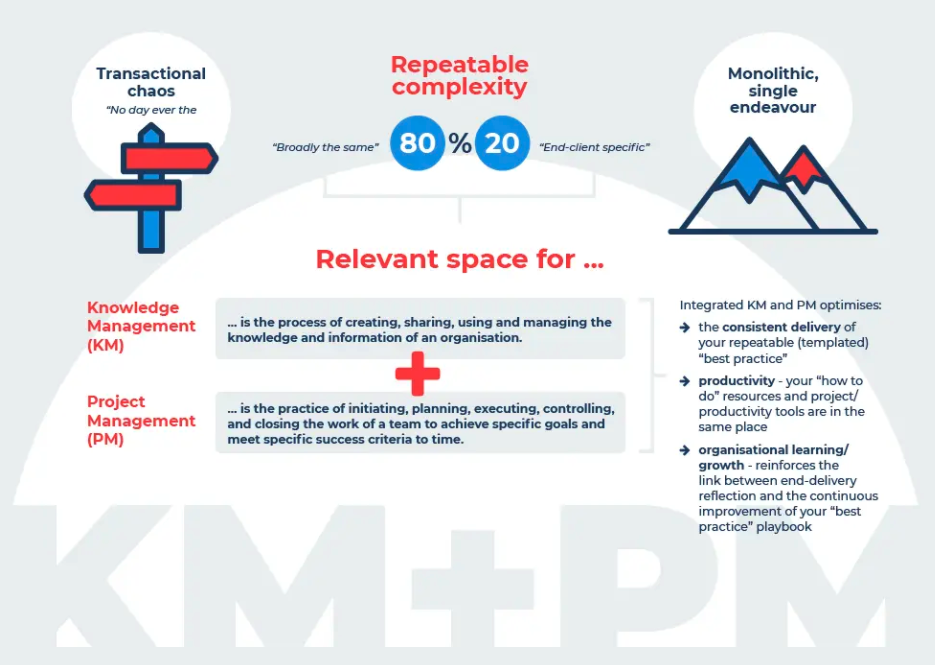 Transactional
chaos
“No day ever the
Repeatable
complexity
“Broadly the same”
80 % 20
“End-client specific”
Monolithic,
single
endeavour
Relevant space for ...
Knowledge
Management
(KM)
... is the process of creating, sharing, using and managing the
knowledge and information of an organisation.
Project
Management
(PM)
... is the practice of initiating, planning, executing, controlling,
and closing the work of a team to achieve specific goals and
meet specific success criteria to time.
Integrated KM and PM optimises:
the consistent delivery of
your repeatable (templated)
“best practice”
productivity - your “how to
do” resources and project/
productivity tools are in the
same place
organisational learning/
growth - reinforces the
link between end-delivery
reflection and the continuous
improvement of your “best
practice” playbook
KM+PM